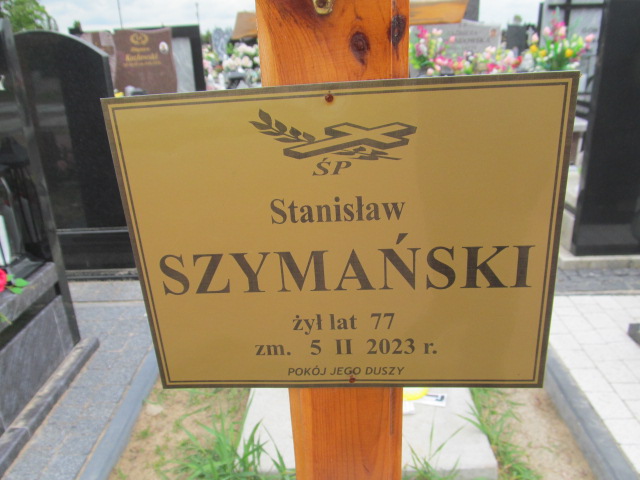 ŚP
Stanisław
SZYMAŃSKI
żył lat 77
zm. 5 II 2023 r.
POKÓJ JEGO DUSZY